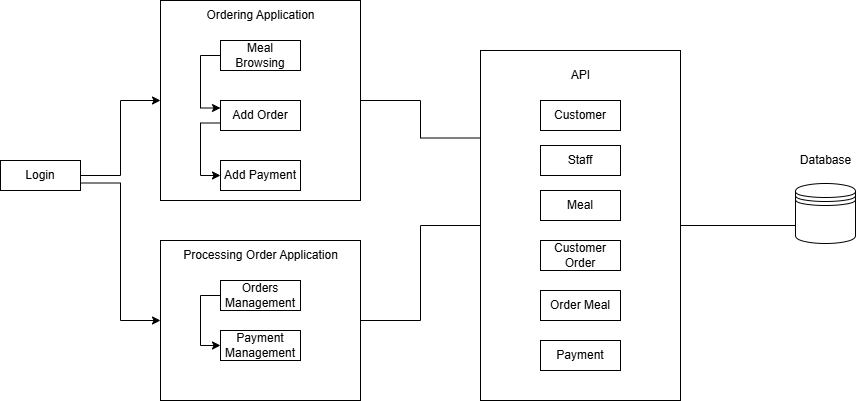 Ordering Application
Meal
Browsing
Add Order
Add Payment
Login
Processing Order Application
Orders
Management
Payment
Management
API
Customer
Staff
Meal
Customer
Order
Order Meal
Payment
Database